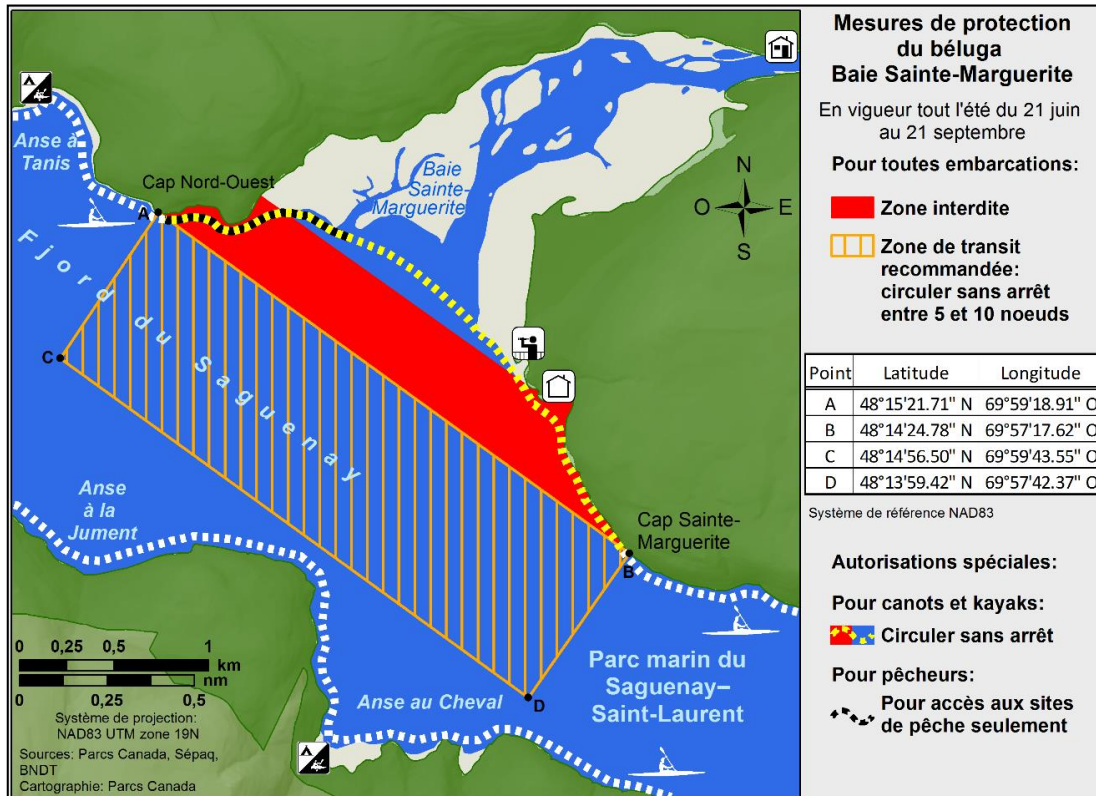 Anse à
Tanis
Cap Nord-Ouest
A
Baie
Sainte-
Marguerite
N
O
E
S
Fjord du Saguenay
C
Anse
à la
Jument
Cap Sainte-
Marguerite
B
Parc marin du
Saguenay–
Saint-Laurent
Anse au Cheval
D
0 0,25 0,5 1
km
nm
0 0,5
Système de projection:
NAD83 UTM zone 19N
Sources: Parcs Canada, Sépaq,
BNDT
Cartographie: Parcs Canada
Mesures de protection
du béluga
Baie Sainte-Marguerite
En vigueur tout l'été du 21 juin
au 21 septembre
Pour toutes embarcations:
Zone interdite
Zone de transit
recommandée:
circuler sans arrêt
entre 5 et 10 noeuds
Point Latitude Longitude
A 48°15'21.71" N 69°59'18.91" O
B 48°14'24.78" N 69°57'17.62" O
C 48°14'56.50" N 69°59'43.55" O
D 48°13'59.42" N 69°57'42.37" O
Système de référence NAD83
Autorisations spéciales:
Pour canots et kayaks:
Circuler sans arrêt
Pour pêcheurs:
Pour accès aux sites
de pêche seulement